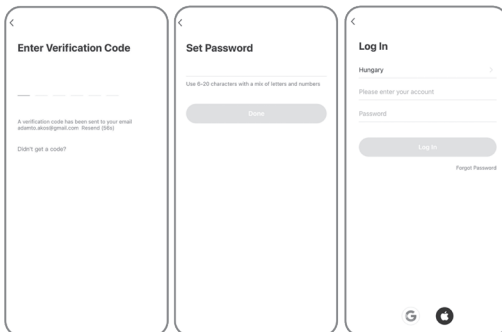 Enter Verification Code
A verification code has been sent to your email
adamto.akos@gmail.com Resend (56s)
Didn't get a code?
Set Password
Use 6-20 characters with a mix of letters and numbers
Done
Log In
Hungary
Please enter your account
Password
Log In
Forgot Password
G